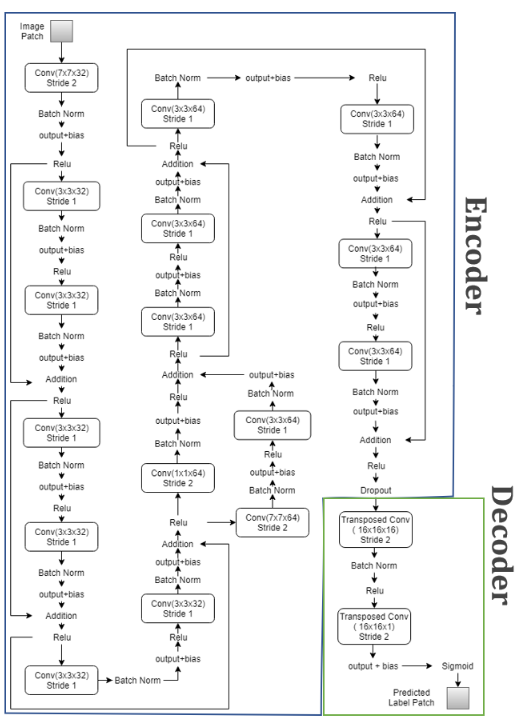 Image
Patch
Conv(7x7x32)
Stride 2
Batch Norm
output+bias
Relu
Conv(3x3x32)
Stride 1
Batch Norm
output+bias
Relu
Conv(3x3x32)
Stride 1
Batch Norm
output+bias
Addition
Relu
Conv(3x3x32)
Stride 1
Batch Norm
output+bias
Relu
Conv(3x3x32)
Stride 1
Batch Norm
output+bias
Addition
Relu
Conv(3x3x32)
Stride 1
Batch Norm
output+bias
Relu
Conv(3x3x32)
Stride 1
Batch Norm
output+bias
Addition
Relu
Conv(1x1x64)
Stride 2
Batch Norm
output+bias
Relu
Conv(7x7x64)
Stride 2
Batch Norm
output+bias
Relu
Conv(3x3x64)
Stride 1
Batch Norm
output+bias
Addition
Relu
Conv(3x3x64)
Stride 1
Batch Norm
output+bias
Relu
Conv(3x3x64)
Stride 1
Batch Norm
output+bias
Addition
Relu
Conv(3x3x64)
Stride 1
Batch Norm
output+bias
Relu
Conv(3x3x64)
Stride 1
Batch Norm
output+bias
Addition
Relu
Conv(3x3x64)
Stride 1
Batch Norm
output+bias
Relu
Conv(3x3x64)
Stride 1
Batch Norm
output+bias
Addition
Relu
Dropout
Encoder
Transposed Conv
( 16x16x16)
Stride 2
Batch Norm
Relu
Transposed Conv
( 16x16x1)
Stride 2
output + bias
Sigmoid
Predicted
Label Patch
Decoder